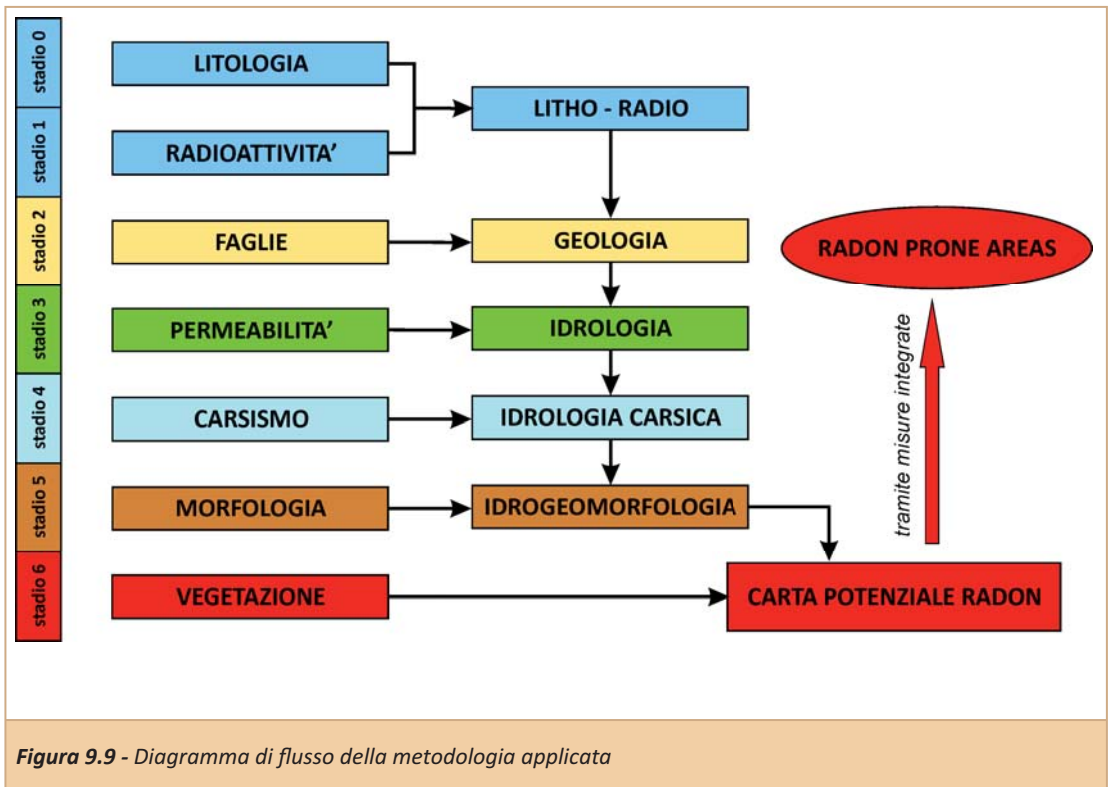 stadio 0
LITOLOGIA
LITHO - RADIO
stadio 1
RADIOATTIVITA’
stadio 2
FAGLIE
GEOLOGIA
RADON PRONE AREAS
stadio 3
PERMEABILITA’
IDROLOGIA
tramite misure integrate
stadio 4
CARSISMO
IDROLOGIA CARSICA
stadio 5
MORFOLOGIA
IDROGEOMORFOLOGIA
stadio 6
VEGETAZIONE
CARTA POTENZIALE RADON
Figura 9.9 - Diagramma di flusso della metodologia applicata